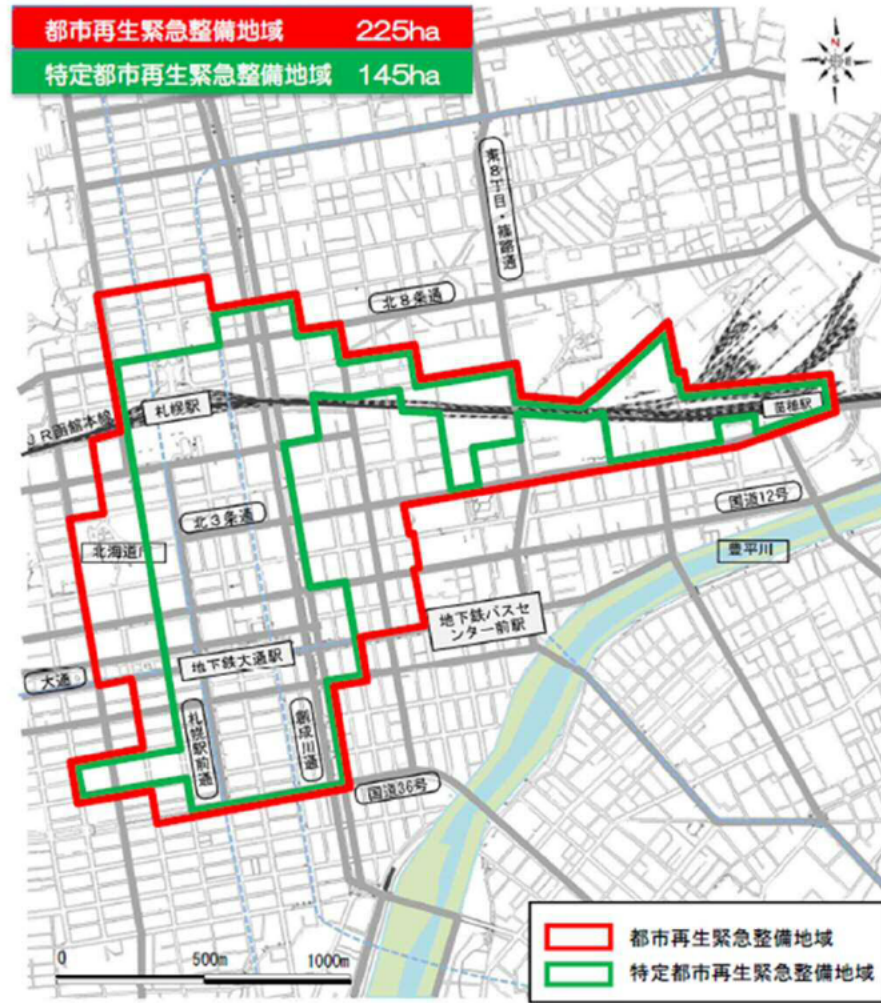 都市再生緊急整備地域 225ha
特定都市再生緊急整備地域 145ha
N
S
東8丁目・篠路通
北8条通
札幌駅
JR函館本線
苗穂駅
北3条通
国道12号
北海道庁
豊平川
地下鉄バスセ
ンター前駅
地下鉄大通駅
大通
札幌駅前通
創成川通
国道36号
0 500m 1000m
都市再生緊急整備地域
特定都市再生緊急整備地域